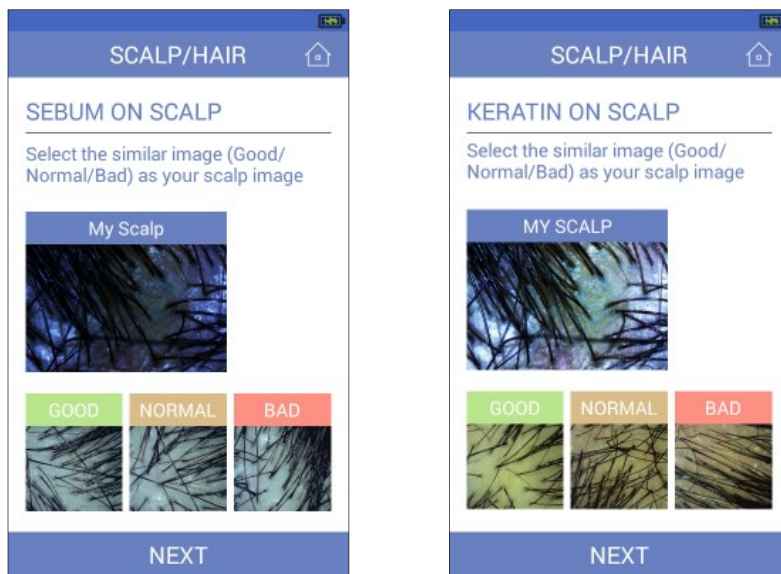 SCALP/HAIR
SEBUM ON SCALP
Select the similar image (Good/
Normal/Bad) as your scalp image
My Scalp
GOOD NORMAL BAD
NEXT
SCALP/HAIR
KERATIN ON SCALP
Select the similar image (Good/
Normal/Bad) as your scalp image
MY SCALP
GOOD NORMAL BAD
NEXT